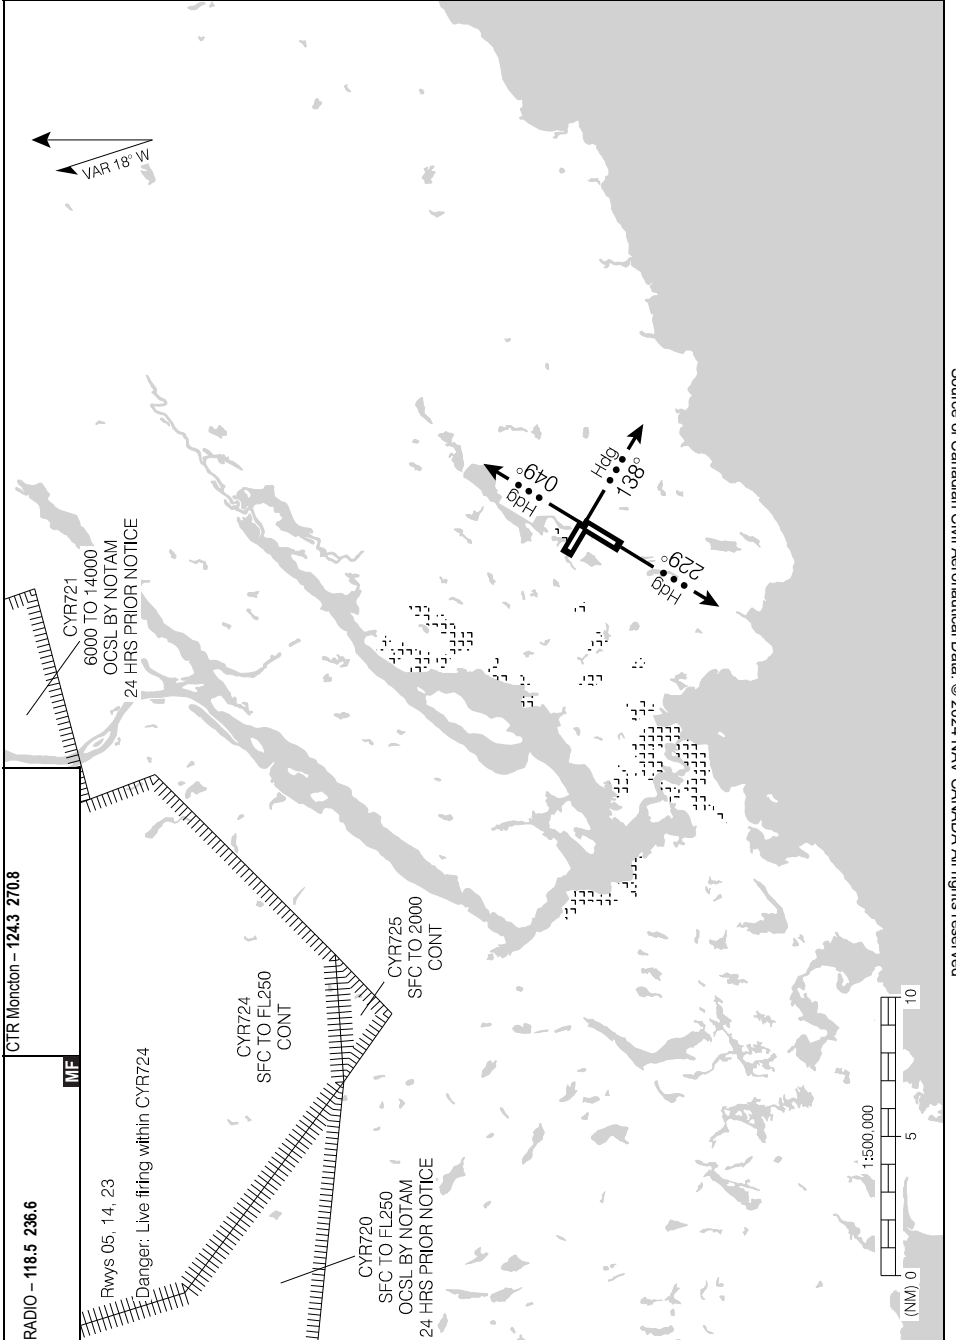 RADIO – 118.5 236.6
MF
CTR Moncton – 124.3 270.8
Rwys 05, 14, 23
Danger: Live firing within CYR724
VAR 18° W
CYR721
6000 TO 14000
OCSL BY NOTAM
24 HRS PRIOR NOTICE
CYR724
SFC TO FL250
CONT
CYR725
SFC TO 2000
CONT
CYR720
SFC TO FL250
OCSL BY NOTAM
24 HRS PRIOR NOTICE
Hdg
049°
Hdg
138°
Hdg
229°
1:500,000
(NM) 0 5 10
Source of Canadian Civil Aeronautical Data: © 2024 NAV CANADA All rights reserved